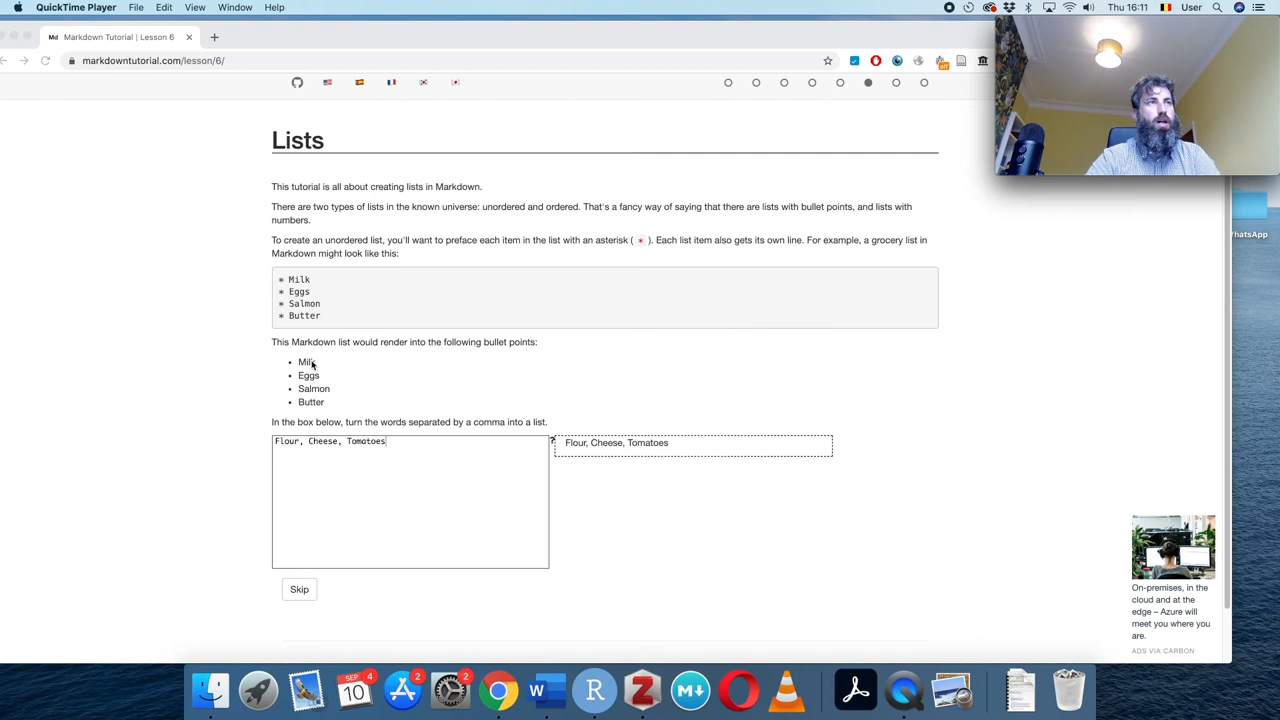 QuickTime Player File Edit View Window Help Thu 16:11 User
Md Markdown Tutorial | Lesson 6
markdowntutorial.com/lesson/6/
off
Lists
This tutorial is all about creating lists in Markdown.
There are two types of lists in the known universe: unordered and ordered. That's a fancy way of saying that there are lists with bullet points, and lists with
numbers.
To create an unordered list, you'll want to preface each item in the list with an asterisk ( * ). Each list item also gets its own line. For example, a grocery list in
Markdown might look like this:
* Milk
* Eggs
* Salmon
* Butter
This Markdown list would render into the following bullet points:
• Milk
• Eggs
• Salmon
• Butter
In the box below, turn the words separated by a comma into a list.
Flour, Cheese, Tomatoes
?
Flour, Cheese, Tomatoes
Skip
WhatsApp
On-premises, in the
cloud and at the
edge – Azure will
meet you where you
are.
ADS VIA CARBON
SEP
10
4
2
2
W
R
Z
M